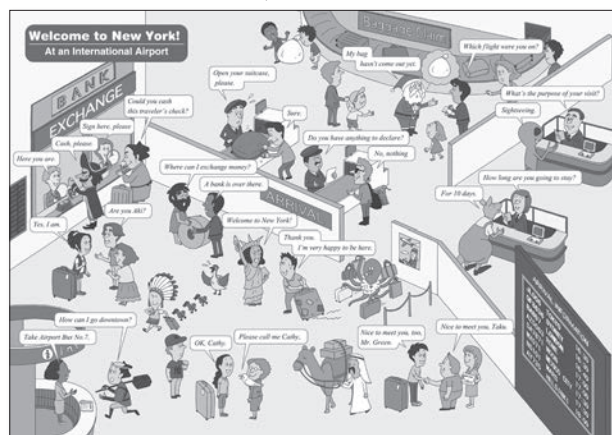 Welcome to New York!
At an International Airport
Baggage Claim
My bag
hasn't come out yet.
Which flight were you on?
Open your suitcase,
please.
What's the purpose of your visit?
Sightseeing.
BANK
EXCHANGE
Could you cash
this traveler's check?
Sign here, please
Cash, please.
Here you are.
Sure.
Do you have anything to declare?
No, nothing.
Where can I exchange money?
A bank is over there.
How long are you going to stay?
For 10 days.
ARRIVAL
Are you Ahi?
Yes, I am.
Welcome to New York!
Thank you.
I'm very happy to be here.
ARRIVAL INFORMATION
How can I go downtown?
Take Airport Bus No.7.
OK, Cathy.
Please call me Cathy.
Nice to meet you, too,
Mr. Green.
Nice to meet you, Taku.